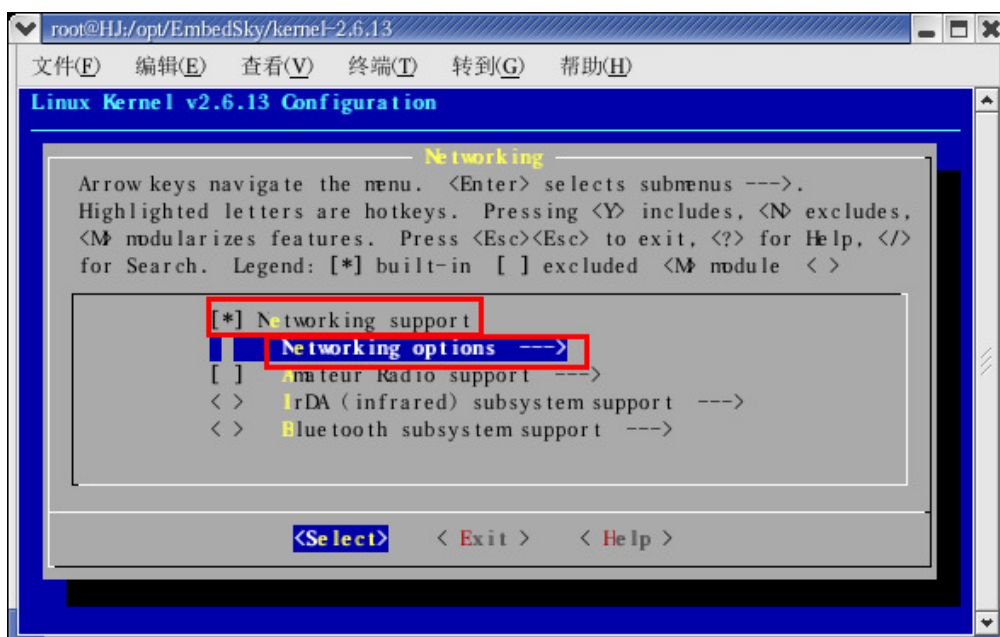 root@HJ:/opt/EmbedSky/kernel-2.6.13
文件(F) 编辑(E) 查看(V) 终端(T) 转到(G) 帮助(H)
Linux Kernel v2.6.13 Configuration
Networking
Arrow keys navigate the menu. <Enter> selects submenus --->.
Highlighted letters are hotkeys. Pressing <Y> includes, <N> excludes,
<M> modularizes features. Press <Esc><Esc> to exit, <?> for Help, </>
for Search. Legend: [*] built-in [ ] excluded <M> module < >
[*] Networking support
Networking options --->
[ ] Amateur Radio support --->
< > IrDA (infrared) subsystem support --->
< > Bluetooth subsystem support --->
<Select> < Exit > < Help >